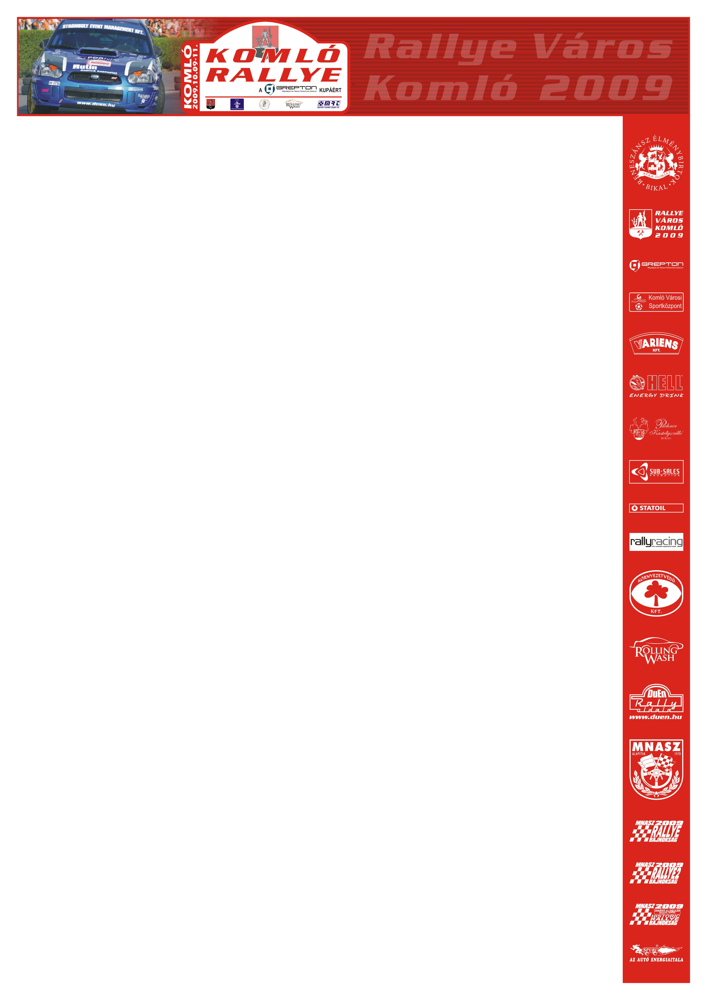 STROMBOLY EVENT MANAGEMENT KFT.
Rutin
H-ITB
www.duen.hu
KOMLÓ
2009.10.09-11.
KOMLÓ
RALLYE
A GREPTON KUPÁÉRT
MEMBER OF NEW FRONTIER GROUP
ROLLING
WASH
MRT
Rallye Város
Komló 2009
RENESZÁNSZ ÉLMÉNYBIRTOK
AERA GLORIAE
BIKAL
RALLYE
VÁROS
KOMLÓ
2009
GREPTON
MEMBER OF NEW FRONTIER GROUP
Komló Városi
Sportközpont
VARIENS
KFT.
HELL
ENERGY DRINK
Puchner
Kastélyszálló
BIKAL
SUB-SALES
PROMOTION
STATOIL
rallyracing
KÖRNYEZETVÉDŐ
KFT.
ROLLING
WASH
DuEn
Rally
oldala
www.duen.hu
MNASZ
ALAPÍTVA 1978
MNASZ 2009
RALLYE
BAJNOKSÁG
MNASZ 2009
RALLYE2
BAJNOKSÁG
MNASZ 2009
IHAROS és GOLLER
HISTORIC
RALLYE
BAJNOKSÁG
SPURI®
AZ AUTÓ ENERGIAITALA